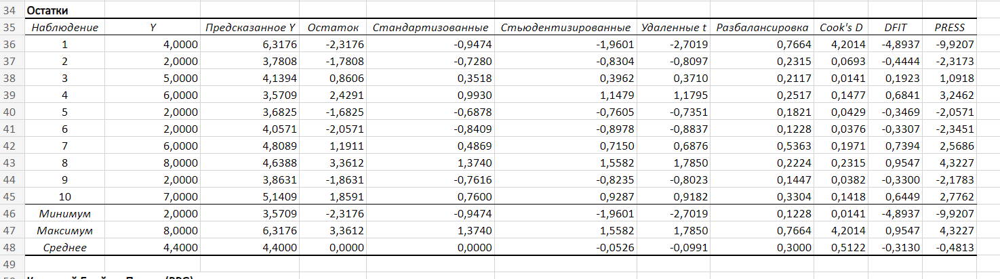 34 Остатки
35 Наблюдение Y Предсказанное Y Остаток Стандартизованные Стьюдентизированные Удаленные t Разбалансировка Cook's D DFIT PRESS
36 1 4,0000 6,3176 -2,3176 -0,9474 -1,9601 -2,7019 0,7664 4,2014 -4,8937 -9,9207
37 2 2,0000 3,7808 -1,7808 -0,7280 -0,8304 -0,8097 0,2315 0,0693 -0,4444 -2,3173
38 3 5,0000 4,1394 0,8606 0,3518 0,3962 0,3710 0,2117 0,0141 0,1923 1,0918
39 4 6,0000 3,5709 2,4291 0,9930 1,1479 1,1795 0,2517 0,1477 0,6841 3,2462
40 5 2,0000 3,6825 -1,6825 -0,6878 -0,7605 -0,7351 0,1821 0,0429 -0,3469 -2,0571
41 6 2,0000 4,0571 -2,0571 -0,8409 -0,8978 -0,8837 0,1228 0,0376 -0,3307 -2,3451
42 7 6,0000 4,8089 1,1911 0,4869 0,7150 0,6876 0,5363 0,1971 0,7394 2,5686
43 8 8,0000 4,6388 3,3612 1,3740 1,5582 1,7850 0,2224 0,2315 0,9547 4,3227
44 9 2,0000 3,8631 -1,8631 -0,7616 -0,8235 -0,8023 0,1447 0,0382 -0,3300 -2,1783
45 10 7,0000 5,1409 1,8591 0,7600 0,9287 0,9182 0,3304 0,1418 0,6449 2,7762
46 Минимум 2,0000 3,5709 -2,3176 -0,9474 -1,9601 -2,7019 0,1228 0,0141 -4,8937 -9,9207
47 Максимум 8,0000 6,3176 3,3612 1,3740 1,5582 1,7850 0,7664 4,2014 0,9547 4,3227
48 Среднее 4,4000 4,4000 0,0000 0,0000 -0,0526 -0,0991 0,3000 0,5122 -0,3130 -0,4813
49